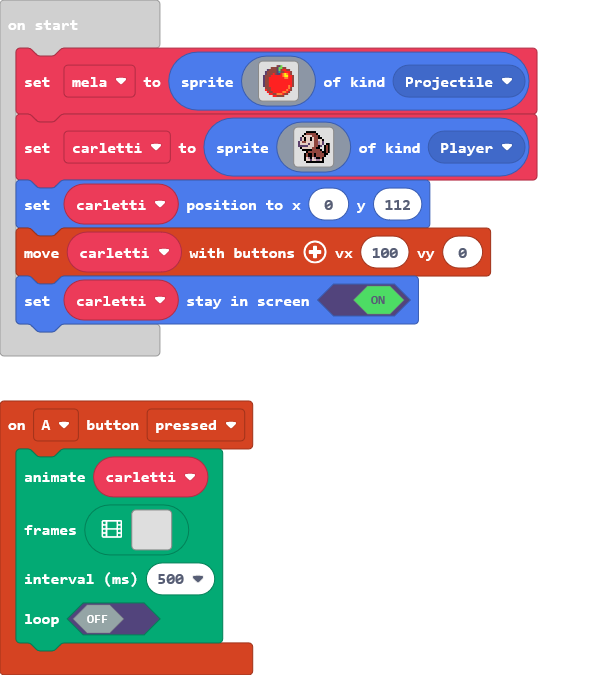 on start
set mela to sprite of kind Projectile
set carletti to sprite of kind Player
set carletti position to x 0 y 112
move carletti with buttons + vx 100 vy 0
set carletti stay in screen ON
on A button pressed
animate carletti
frames
interval (ms) 500
loop OFF